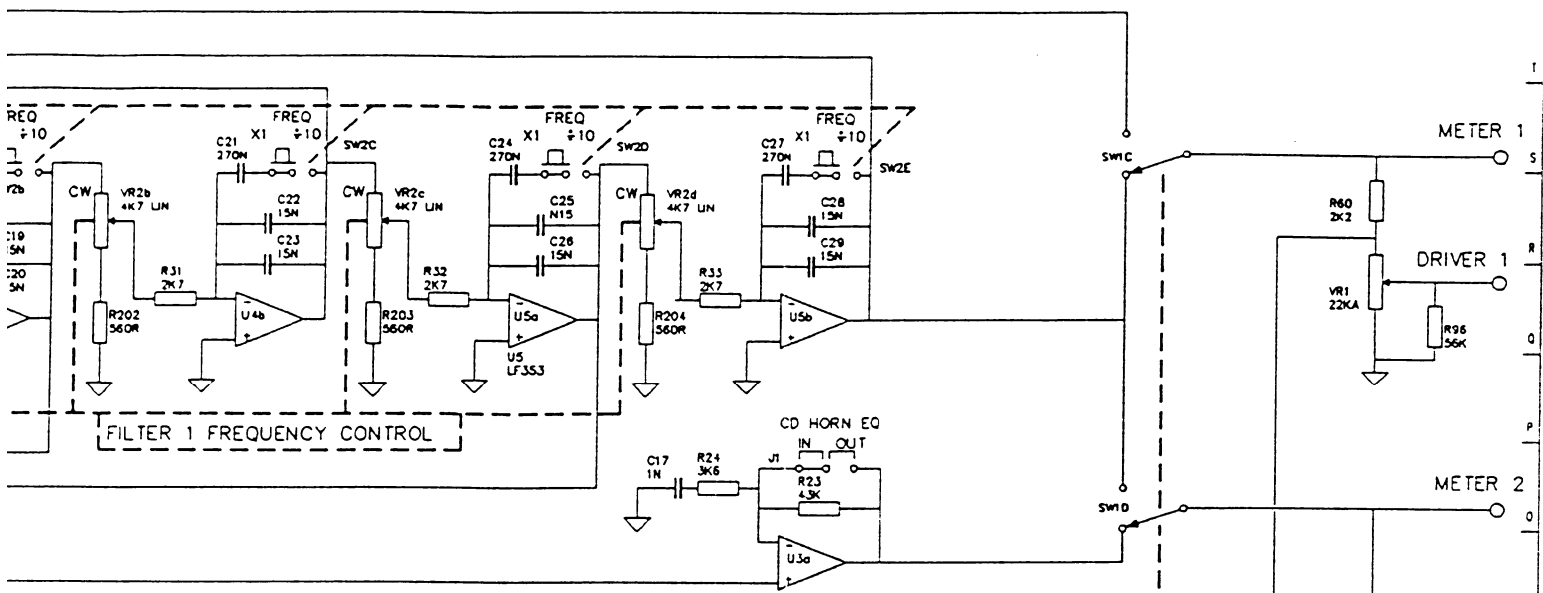 T
FREQ FREQ FREQ FREQ
÷10 X1 ÷10 X1 ÷10 X1 ÷10
METER 1
C21 270N
SW2C
C24 270N
SW2D
C27 270N
SW2E
SW1C
S
CW VR2b 4K7 LIN
CW VR2c 4K7 LIN
CW VR2d 4K7 LIN
C22 15N
C25 N15
C28 15N
R60 2K2
C19
C23 15N
C26 15N
C29 15N
C20
DRIVER 1
R
R31 2K7
R32 2K7
R33 2K7
VR1 22KA
R202 560R
− U4b +
R203 560R
− U5a +
R204 560R
− U5b +
R96 56K
Q
U5 LF353
FILTER 1 FREQUENCY CONTROL
CD HORN EQ
IN OUT
P
C17 1N
R24 3K6
J1
R23 43K
METER 2
SW1D
O
− U3a +